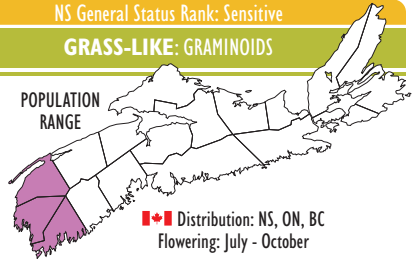 NS General Status Rank: Sensitive
GRASS-LIKE: GRAMINOIDS
POPULATION
RANGE
Distribution: NS, ON, BC
Flowering: July - October